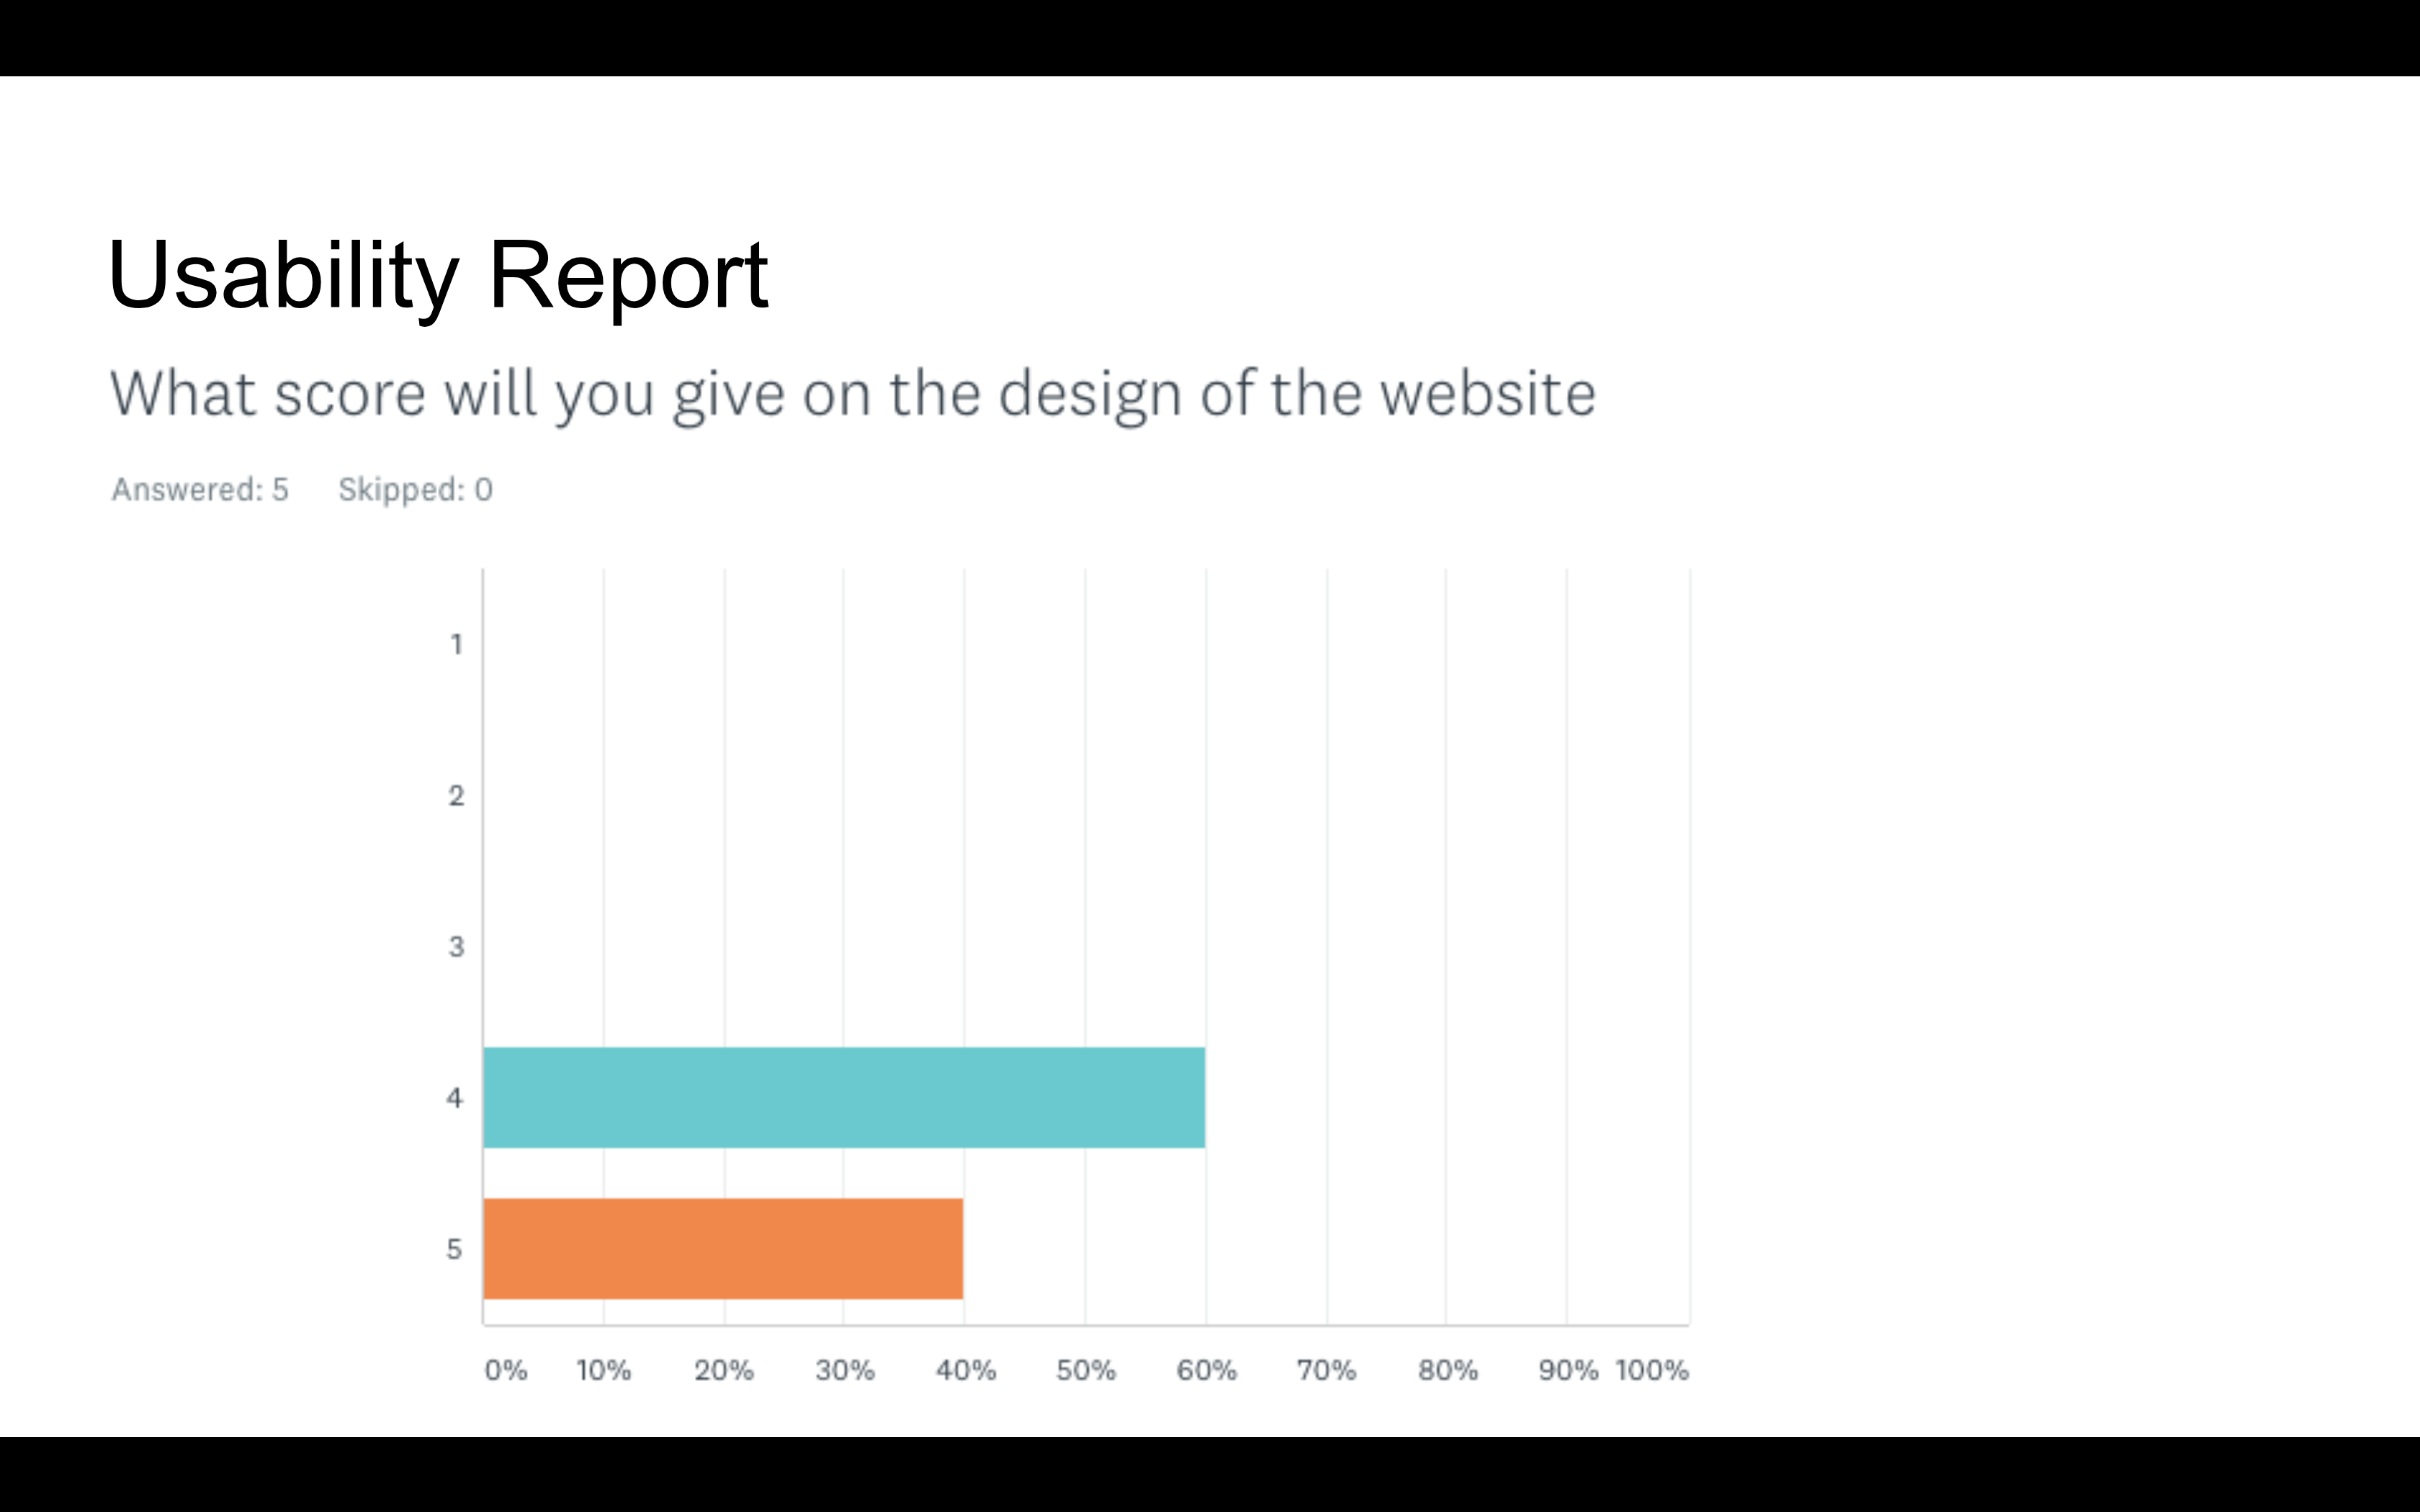 Usability Report
What score will you give on the design of the website
Answered: 5 Skipped: 0
1
2
3
4
5
0% 10% 20% 30% 40% 50% 60% 70% 80% 90% 100%